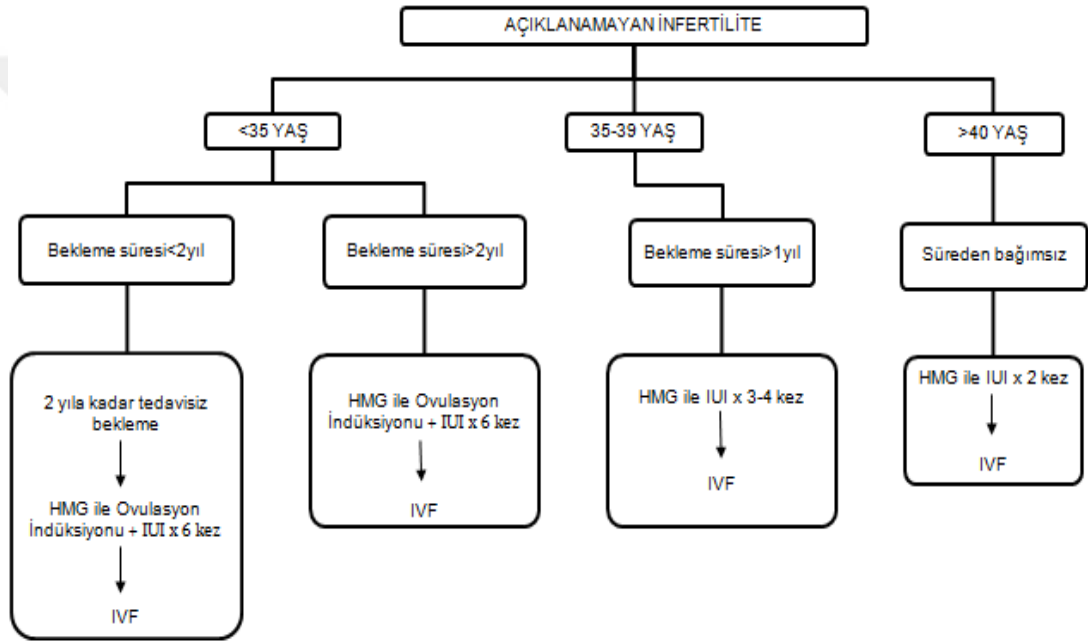 AÇIKLANAMAYAN İNFERTİLİTE
<35 YAŞ
35-39 YAŞ
>40 YAŞ
Bekleme süresi<2yıl
Bekleme süresi>2yıl
Bekleme süresi>1yıl
Süreden bağımsız
2 yıla kadar tedavisiz
bekleme
HMG ile Ovulasyon
İndüksiyonu + IUI x 6 kez
IVF
HMG ile Ovulasyon
İndüksiyonu + IUI x 6 kez
IVF
HMG ile IUI x 3-4 kez
IVF
HMG ile IUI x 2 kez
IVF